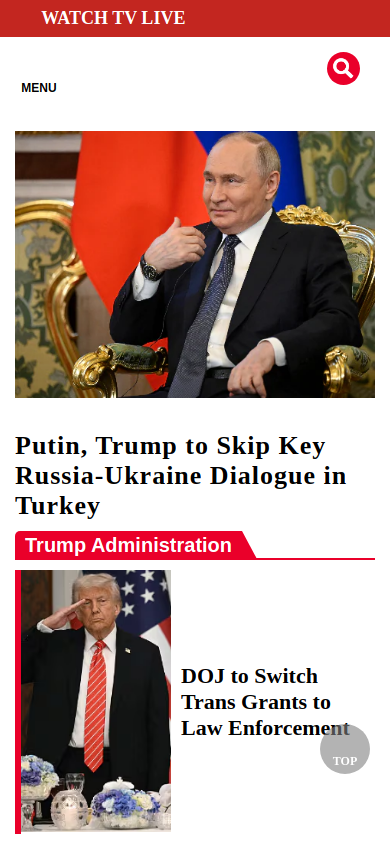 WATCH TV LIVE
MENU
Putin, Trump to Skip Key
Russia-Ukraine Dialogue in
Turkey
Trump Administration
DOJ to Switch
Trans Grants to
Law Enforcement
TOP